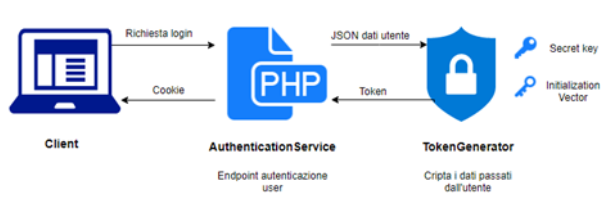 Richiesta login
JSON dati utente
Secret key
PHP
Cookie
Token
Initialization
Vector
Client
AuthenticationService
TokenGenerator
Endpoint autenticazione
user
Cripta i dati passati
dall'utente